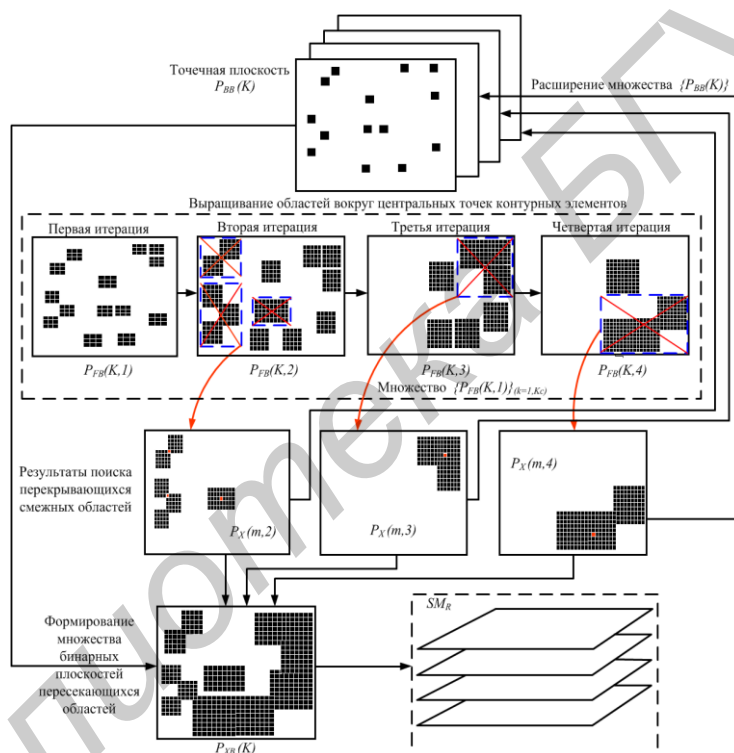 Точечная плоскость
P_BB(K)
Расширение множества {P_BB(K)}
Выращивание областей вокруг центральных точек контурных элементов
Первая итерация
Вторая итерация
Третья итерация
Четвертая итерация
P_FB(K,1)
P_FB(K,2)
P_FB(K,3)
P_FB(K,4)
Множество {P_FB(K,1)}(k=1,Kc)
Результаты поиска
перекрывающихся
смежных областей
P_X(m,2)
P_X(m,3)
P_X(m,4)
Формирование
множества
бинарных
плоскостей
пересекающихся
областей
P_XB(K)
SM_R